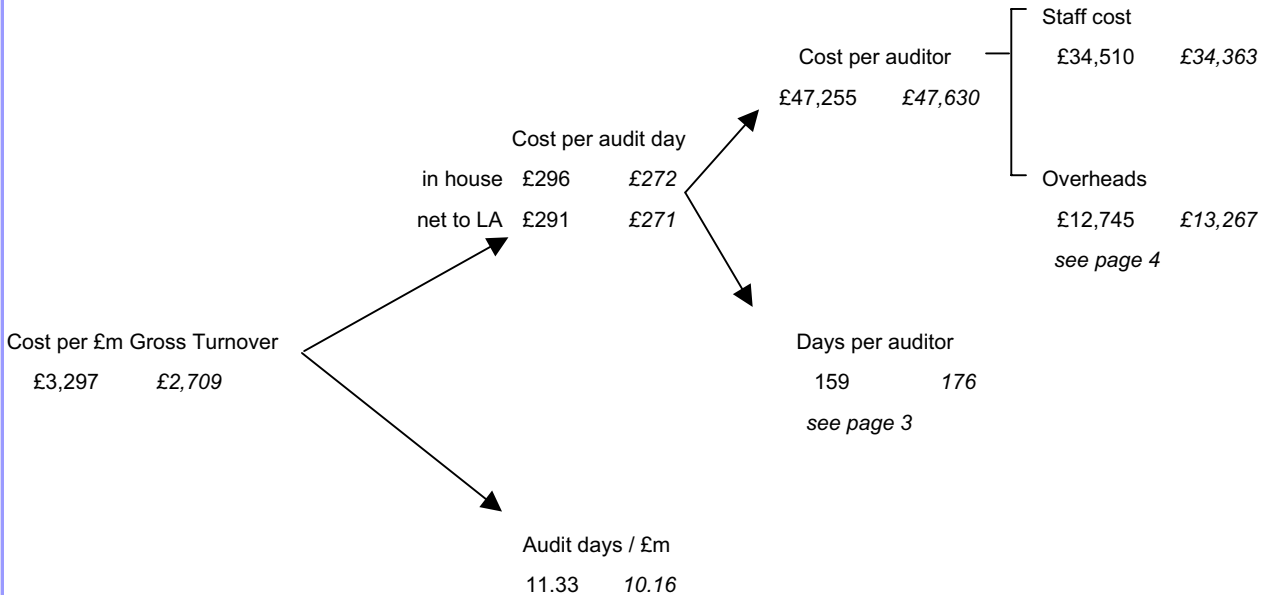 Staff cost
Cost per auditor £34,510 £34,363
£47,255 £47,630
Cost per audit day
in house £296 £272
Overheads
net to LA £291 £271
£12,745 £13,267
see page 4
Cost per £m Gross Turnover
Days per auditor
£3,297 £2,709
159 176
see page 3
Audit days / £m
11.33 10.16